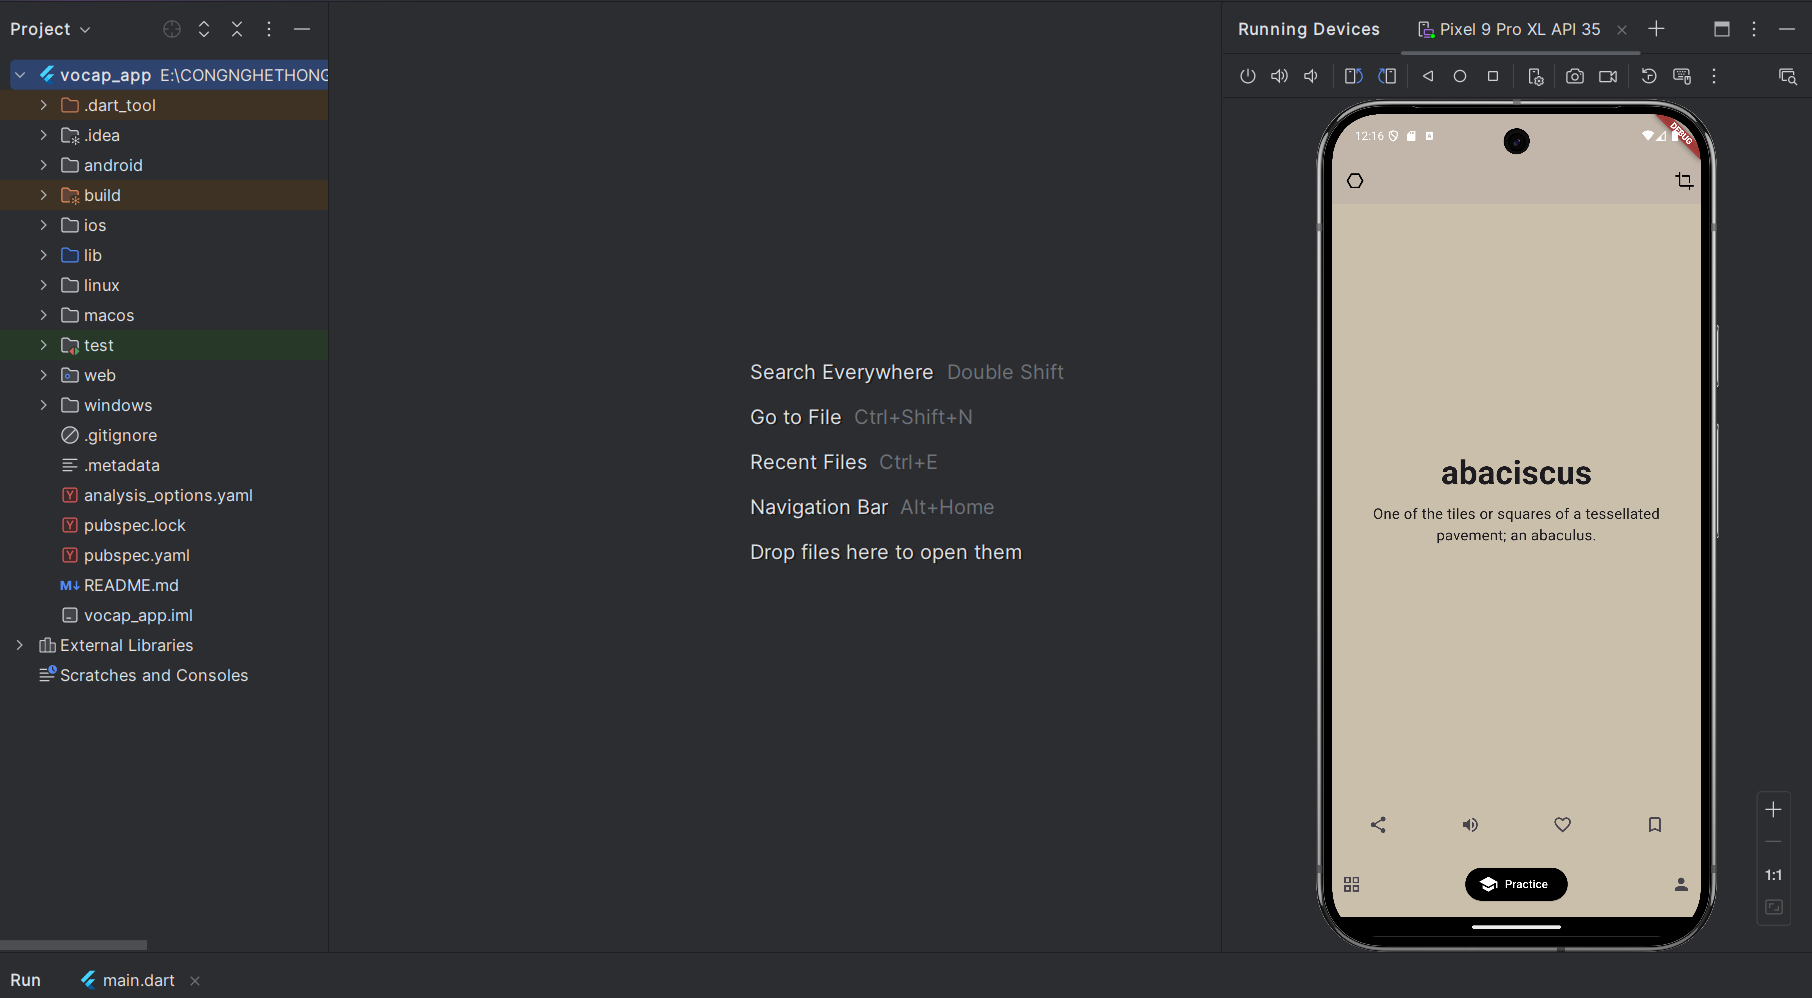 Project
Running Devices
Pixel 9 Pro XL API 35
vocap_app E:\CONGNGHETHONG
.dart_tool
.idea
android
build
ios
lib
linux
macos
test
web
windows
.gitignore
.metadata
analysis_options.yaml
pubspec.lock
pubspec.yaml
M↓ README.md
vocap_app.iml
External Libraries
Scratches and Consoles
Search Everywhere Double Shift
Go to File Ctrl+Shift+N
Recent Files Ctrl+E
Navigation Bar Alt+Home
Drop files here to open them
12:16
DEBUG
abaciscus
One of the tiles or squares of a tessellated
pavement; an abaculus.
Practice
1:1
Run
main.dart